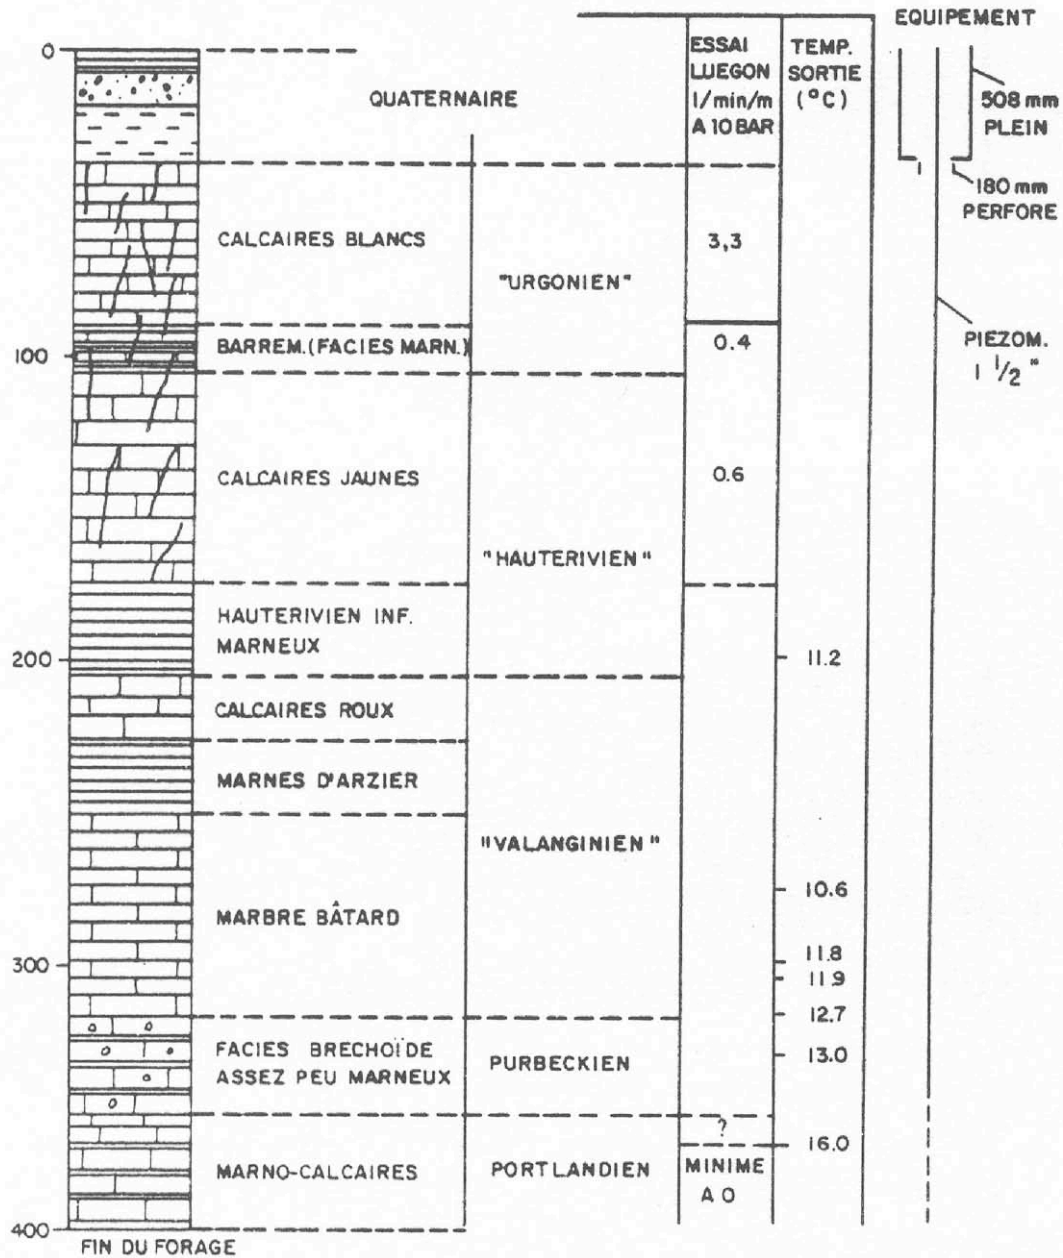 EQUIPEMENT
ESSAI
LUEGON
l/min/m
A 10 BAR
TEMP.
SORTIE
(°C)
508 mm
PLEIN
180 mm
PERFORE
PIEZOM.
1 1/2 "
0
QUATERNAIRE
CALCAIRES BLANCS
3,3
"URGONIEN"
100
BARREM. (FACIES MARN.)
0.4
CALCAIRES JAUNES
0.6
"HAUTERIVIEN"
HAUTERIVIEN INF.
MARNEUX
200
11.2
CALCAIRES ROUX
MARNES D'ARZIER
"VALANGINIEN"
10.6
MARBRE BÂTARD
11.8
300
11.9
12.7
FACIES BRECHOÏDE
ASSEZ PEU MARNEUX
PURBECKIEN
13.0
?
16.0
MARNO-CALCAIRES
PORTLANDIEN
MINIME
A 0
400
FIN DU FORAGE